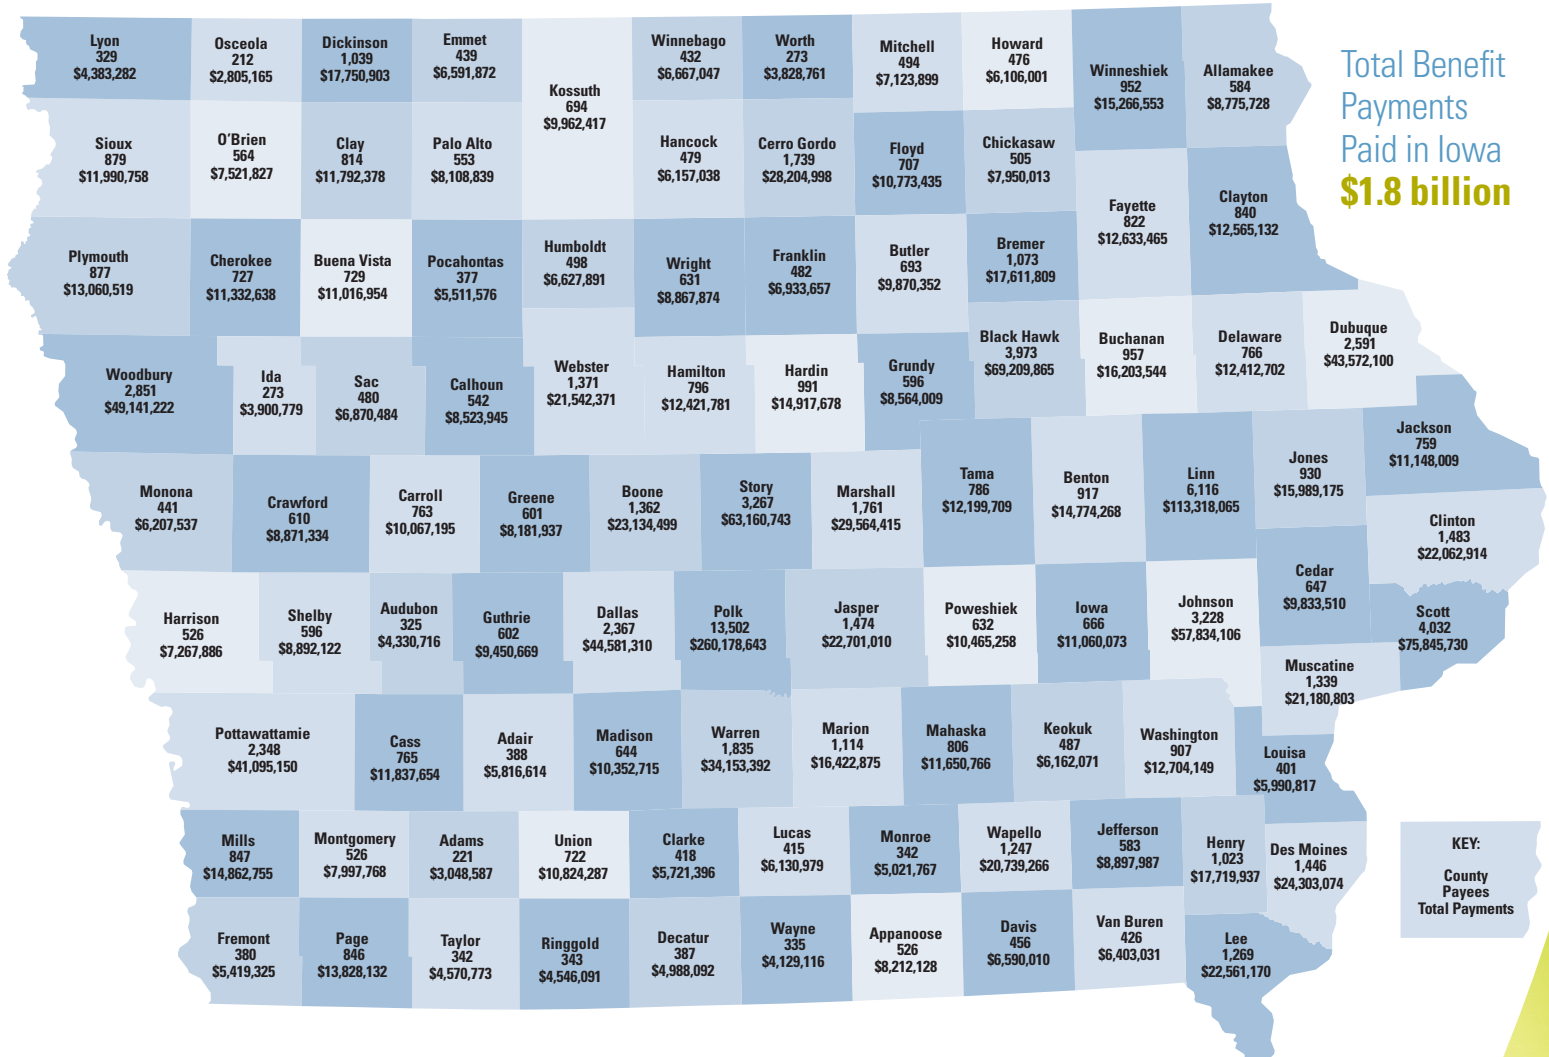 Lyon
329
$4,383,282
Osceola
212
$2,805,165
Dickinson
1,039
$17,750,903
Emmet
439
$6,591,872
Kossuth
694
$9,962,417
Winnebago
432
$6,667,047
Worth
273
$3,828,761
Mitchell
494
$7,123,899
Howard
476
$6,106,001
Winneshiek
952
$15,266,553
Allamakee
584
$8,775,728
Total Benefit
Payments
Paid in Iowa
$1.8 billion
Sioux
879
$11,990,758
O'Brien
564
$7,521,827
Clay
814
$11,792,378
Palo Alto
553
$8,108,839
Hancock
479
$6,157,038
Cerro Gordo
1,739
$28,204,998
Floyd
707
$10,773,435
Chickasaw
505
$7,950,013
Fayette
822
$12,633,465
Clayton
840
$12,565,132
Plymouth
877
$13,060,519
Cherokee
727
$11,332,638
Buena Vista
729
$11,016,954
Pocahontas
377
$5,511,576
Humboldt
498
$6,627,891
Wright
631
$8,867,874
Franklin
482
$6,933,657
Butler
693
$9,870,352
Bremer
1,073
$17,611,809
Woodbury
2,851
$49,141,222
Ida
273
$3,900,779
Sac
480
$6,870,484
Calhoun
542
$8,523,945
Webster
1,371
$21,542,371
Hamilton
796
$12,421,781
Hardin
991
$14,917,678
Grundy
596
$8,564,009
Black Hawk
3,973
$69,209,865
Buchanan
957
$16,203,544
Delaware
766
$12,412,702
Dubuque
2,591
$43,572,100
Monona
441
$6,207,537
Crawford
610
$8,871,334
Carroll
763
$10,067,195
Greene
601
$8,181,937
Boone
1,362
$23,134,499
Story
3,267
$63,160,743
Marshall
1,761
$29,564,415
Tama
786
$12,199,709
Benton
917
$14,774,268
Linn
6,116
$113,318,065
Jones
930
$15,989,175
Jackson
759
$11,148,009
Clinton
1,483
$22,062,914
Cedar
647
$9,833,510
Scott
4,032
$75,845,730
Harrison
526
$7,267,886
Shelby
596
$8,892,122
Audubon
325
$4,330,716
Guthrie
602
$9,450,669
Dallas
2,367
$44,581,310
Polk
13,502
$260,178,643
Jasper
1,474
$22,701,010
Poweshiek
632
$10,465,258
Iowa
666
$11,060,073
Johnson
3,228
$57,834,106
Muscatine
1,339
$21,180,803
Pottawattamie
2,348
$41,095,150
Cass
765
$11,837,654
Adair
388
$5,816,614
Madison
644
$10,352,715
Warren
1,835
$34,153,392
Marion
1,114
$16,422,875
Mahaska
806
$11,650,766
Keokuk
487
$6,162,071
Washington
907
$12,704,149
Louisa
401
$5,990,817
Mills
847
$14,862,755
Montgomery
526
$7,997,768
Adams
221
$3,048,587
Union
722
$10,824,287
Clarke
418
$5,721,396
Lucas
415
$6,130,979
Monroe
342
$5,021,767
Wapello
1,247
$20,739,266
Jefferson
583
$8,897,987
Henry
1,023
$17,719,937
Des Moines
1,446
$24,303,074
KEY:
County
Payees
Total Payments
Fremont
380
$5,419,325
Page
846
$13,828,132
Taylor
342
$4,570,773
Ringgold
343
$4,546,091
Decatur
387
$4,988,092
Wayne
335
$4,129,116
Appanoose
526
$8,212,128
Davis
456
$6,590,010
Van Buren
426
$6,403,031
Lee
1,269
$22,561,170